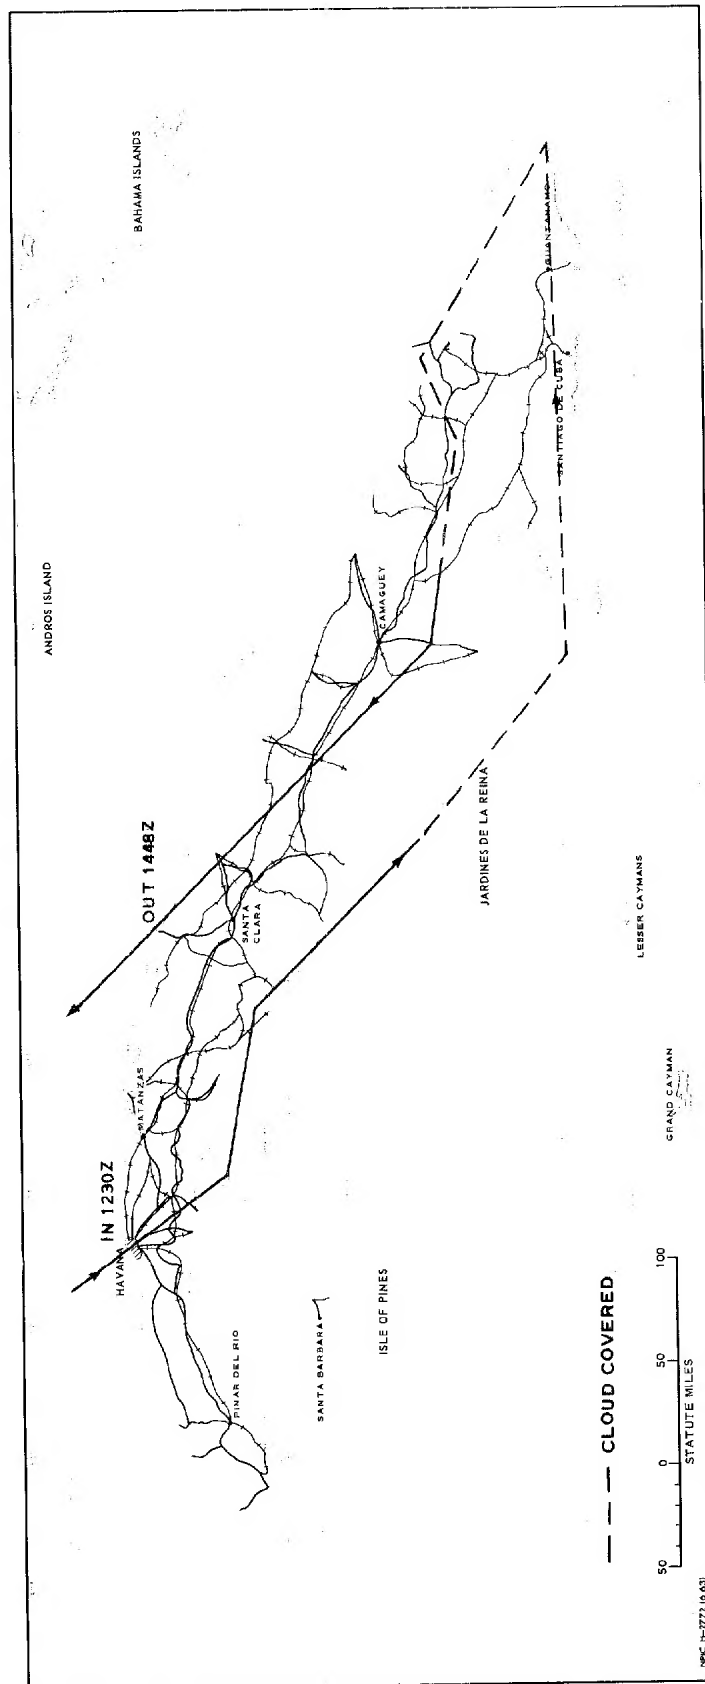 BAHAMA ISLANDS
ANDROS ISLAND
OUT 1448Z
IN 1230Z
HAVANA
MATANZAS
SANTA
CLARA
CAMAGUEY
GUANTANAMO
SANTIAGO DE CUBA
PINAR DEL RIO
SANTA BARBARA
ISLE OF PINES
JARDINES DE LA REINA
LESSER CAYMANS
GRAND CAYMAN
CLOUD COVERED
50 0 50 100
STATUTE MILES